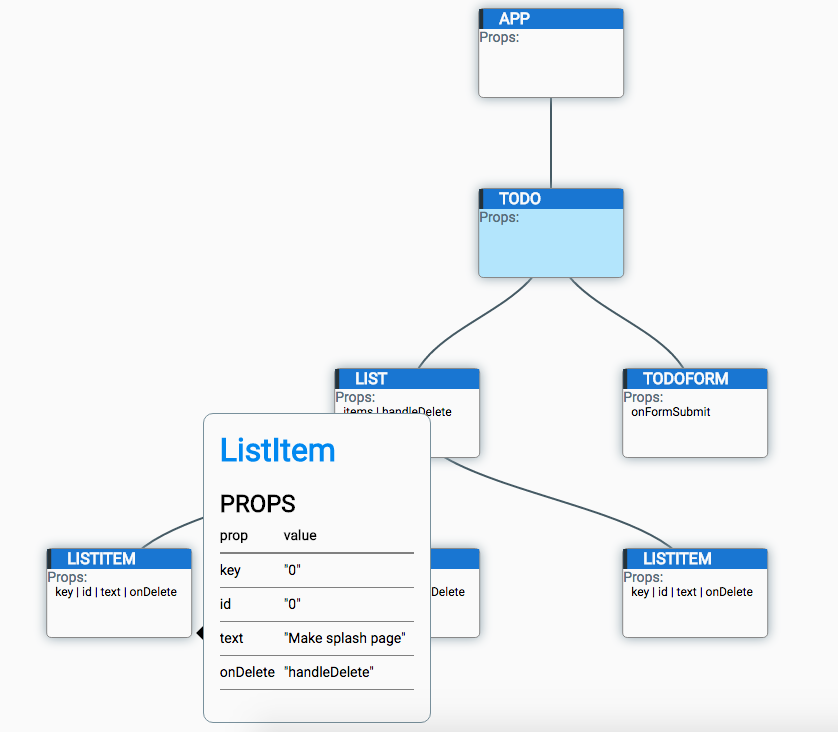 APP
Props:
TODO
Props:
LIST
Props:
items | handleDelete
TODOFORM
Props:
onFormSubmit
ListItem
PROPS
prop value
key "0"
id "0"
text "Make splash page"
onDelete "handleDelete"
LISTITEM
Props:
key | id | text | onDelete
Delete
LISTITEM
Props:
key | id | text | onDelete